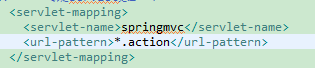 <servlet-mapping>
<servlet-name>springmvc</servlet-name>
<url-pattern>*.action</url-pattern>
</servlet-mapping>